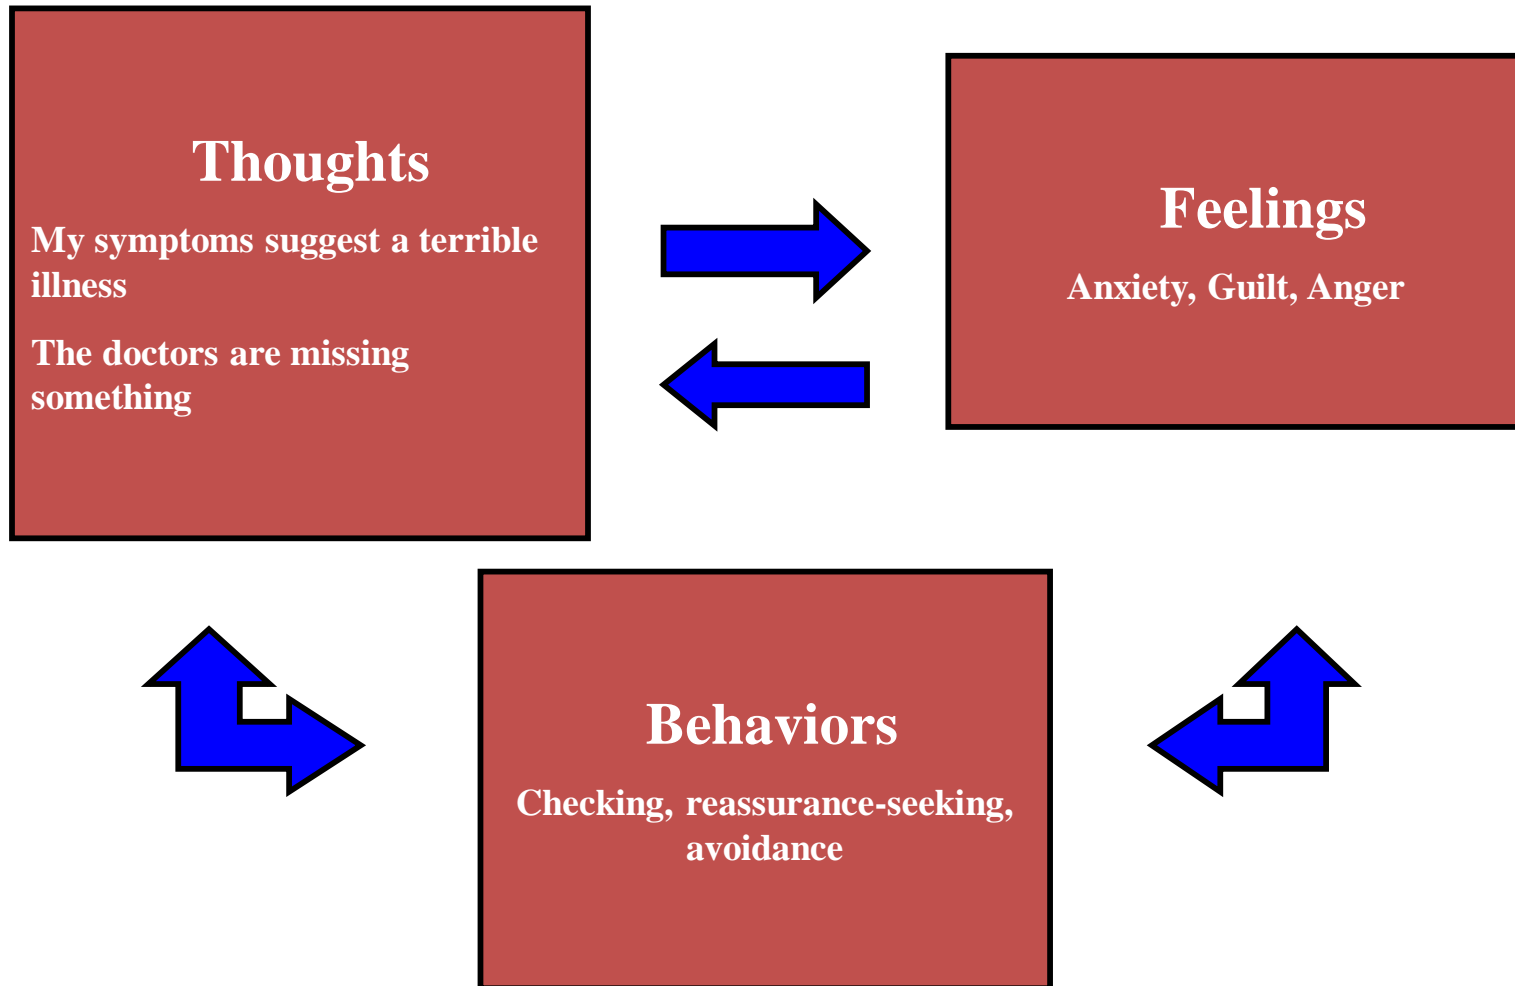 Thoughts
My symptoms suggest a terrible
illness
The doctors are missing
something
Feelings
Anxiety, Guilt, Anger
Behaviors
Checking, reassurance-seeking,
avoidance